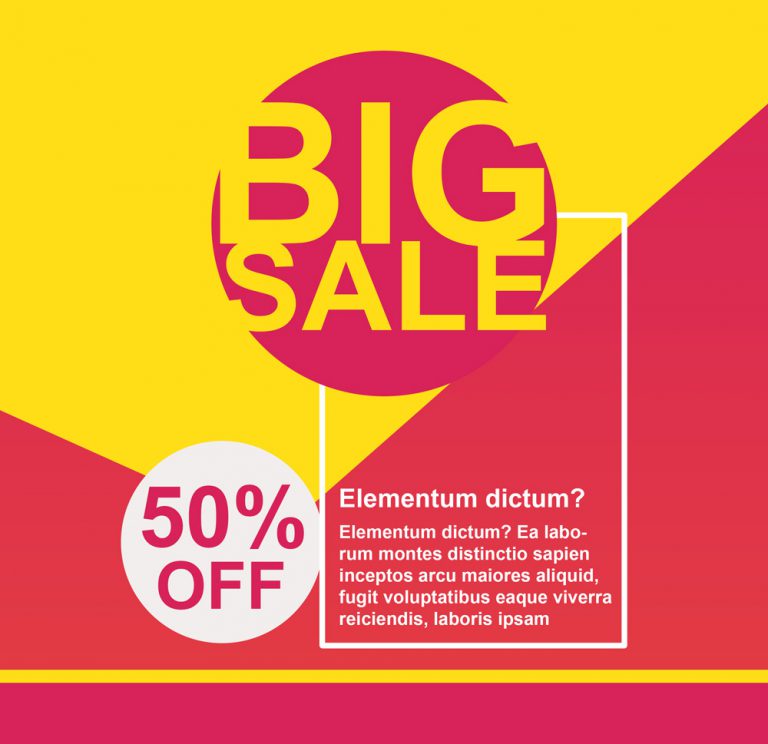 BIG
SALE
50%
OFF
Elementum dictum?
Elementum dictum? Ea labo-
rum montes distinctio sapien
inceptos arcu maiores aliquid,
fugit voluptatibus eaque viverra
reiciendis, laboris ipsam